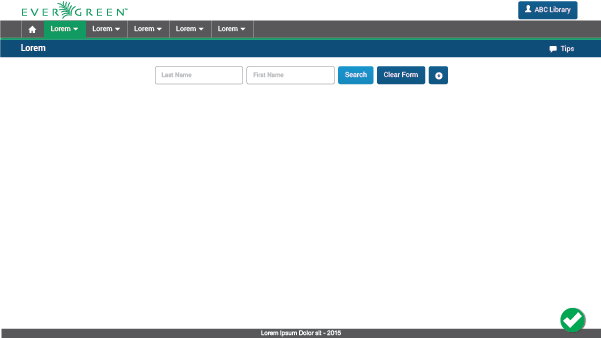 EVERGREEN™
ABC Library
Lorem Lorem Lorem Lorem Lorem
Lorem
Tips
Last Name First Name Search Clear Form
Lorem Ipsum Dolor sit - 2015